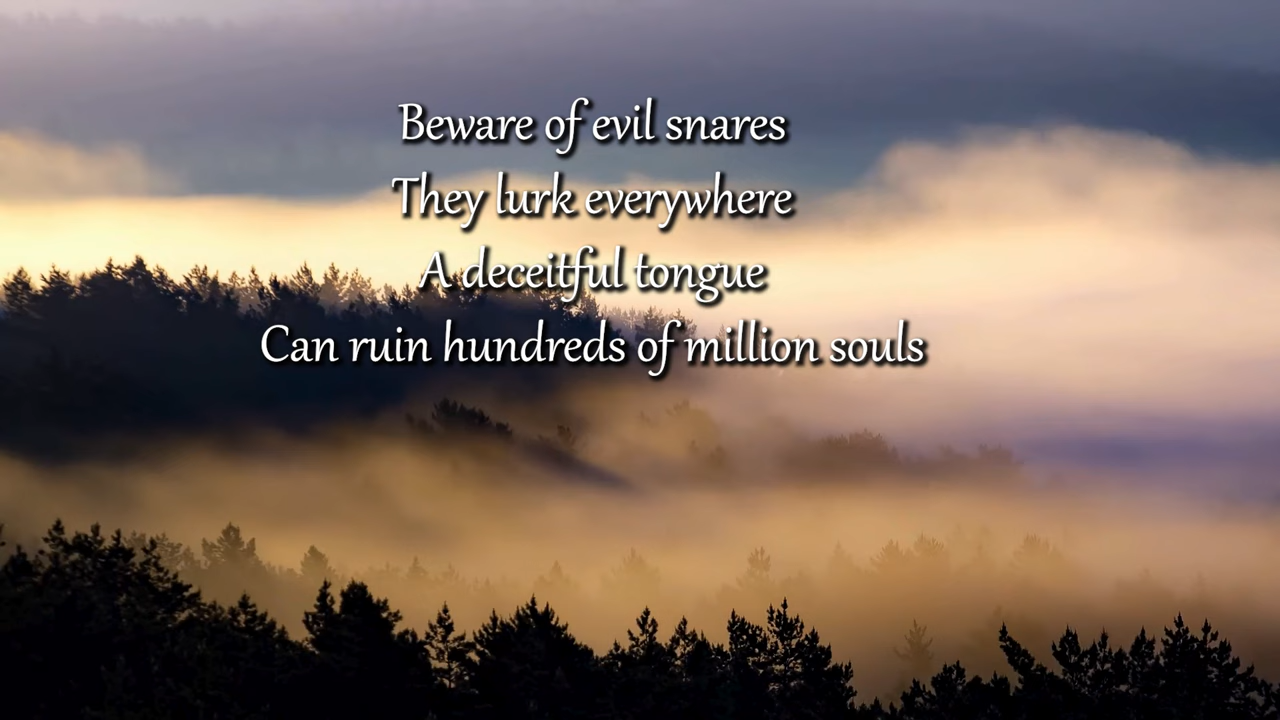 Beware of evil snares
They lurk everywhere
A deceitful tongue
Can ruin hundreds of million souls